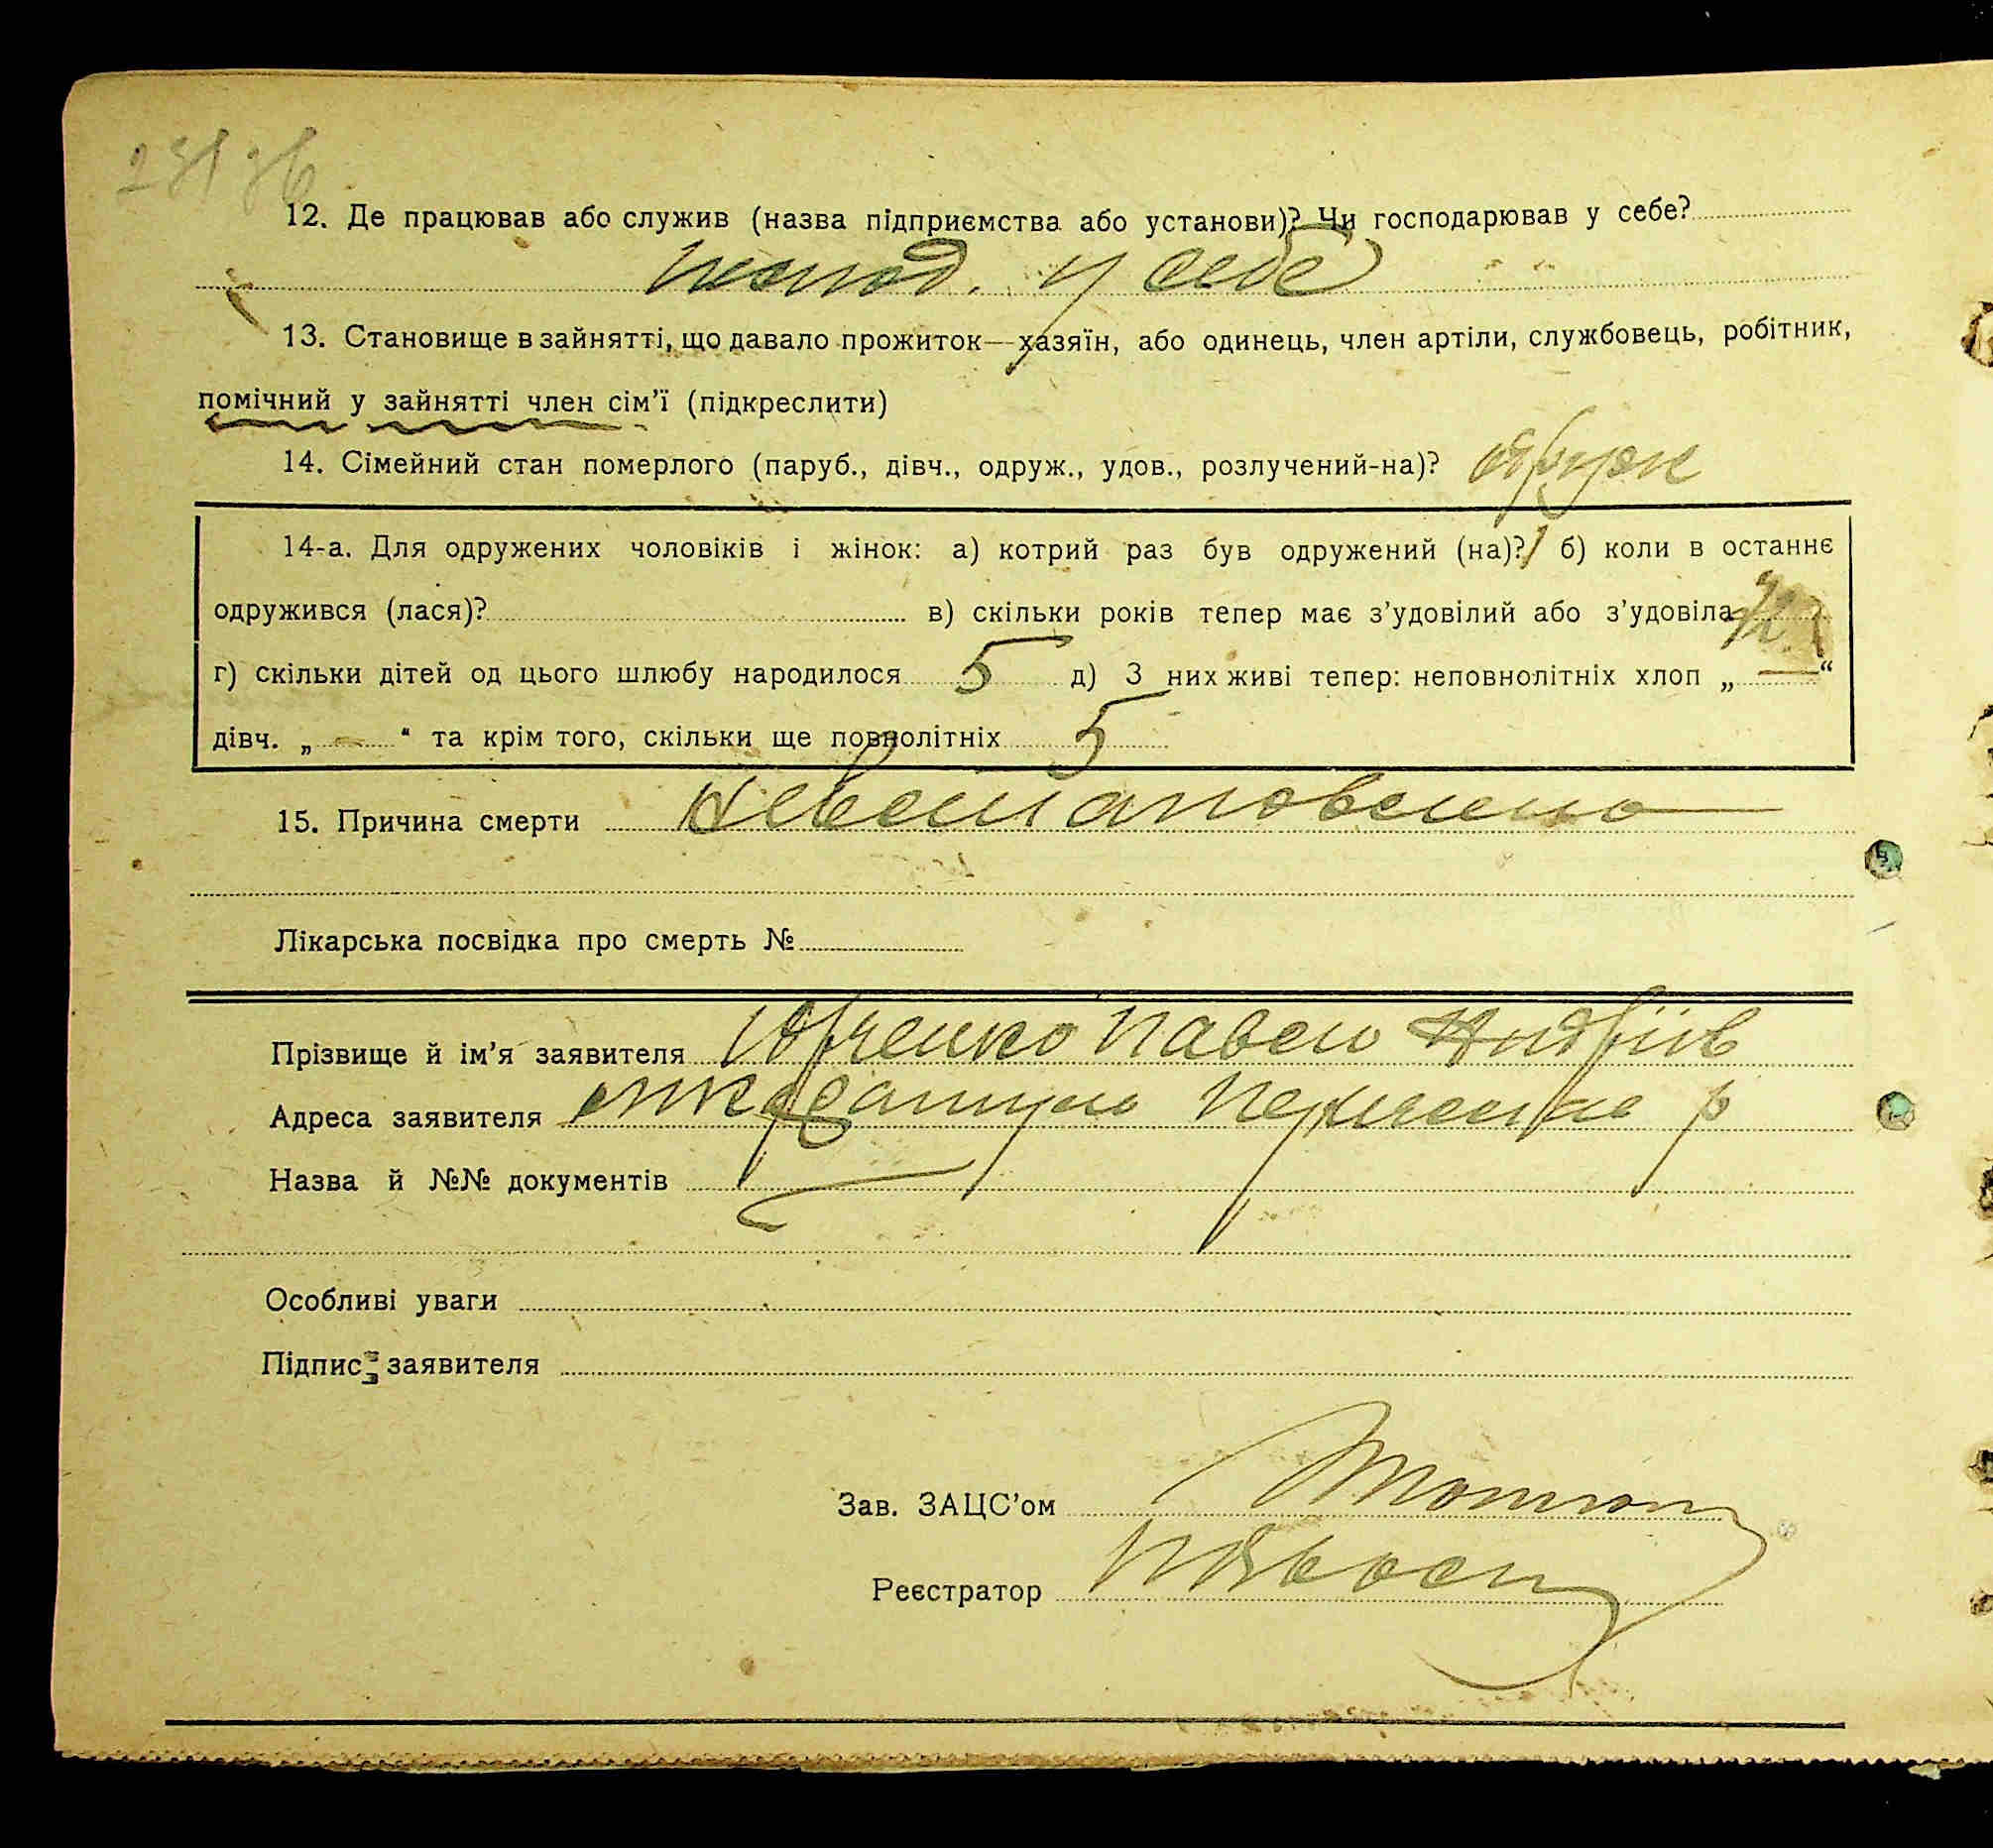 12. Де працював або служив (назва підприємства або установи)? Чи господарював у себе?
господ. у себе
13. Становище в зайнятті, що давало прожиток—хазяїн, або одинець, член артіли, службовець, робітник,
помічний у зайнятті член сім'ї (підкреслити)
14. Сімейний стан померлого (паруб., дівч., одруж., удов., розлучений-на)? одруж
14-а. Для одружених чоловіків і жінок: а) котрий раз був одружений (на)? 1 б) коли в останнє
одружився (лася)? в) скільки років тепер має з'удовілий або з'удовіла
г) скільки дітей од цього шлюбу народилося 5 д) З них живі тепер: неповнолітніх хлоп „ — “
дівч. „ — “ та крім того, скільки ще повнолітніх 5
15. Причина смерти Невстановлено
Лікарська посвідка про смерть №
Прізвище й ім'я заявителя Юрченко Павел Андріїв
Адреса заявителя
Назва й №№ документів
Особливі уваги
Підпис заявителя
Зав. ЗАЦС'ом
Реєстратор